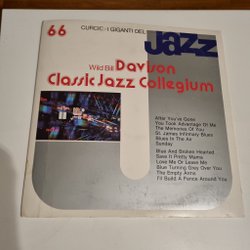 66
CURCIO: I GIGANTI DEL
jazz
Wild Bill Davison
Classic Jazz Collegium
After You've Gone
You Took Advantage Of Me
The Memories Of You
St. James Infirmary Blues
Blues In The Air
Sunday
Blue And Broken Hearted
Save It Pretty Mama
Love Me Or Leave Me
Blue Turning Grey Over You
The Empty Arms
I'll Build A Fence Around You